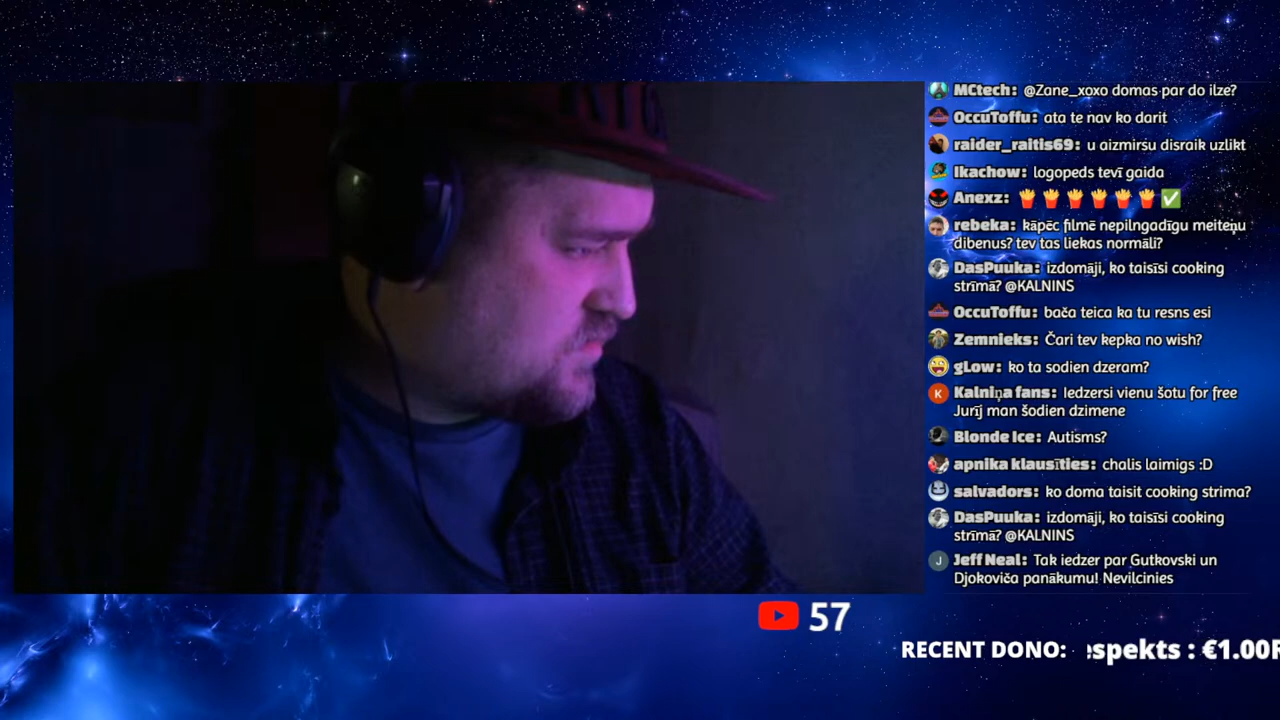 MCtech: @Zane_xoxo domas par do ilze?
OccuToffu: ata te nav ko darit
raider_raitis69: u aizmirsu disraik uzlikt
Ikachow: logopeds tevī gaida
Anexz: 🍟🍟🍟🍟🍟🍟✅
rebeka: kāpēc filmē nepilngadīgu meiteņu
dibenus? tev tas liekas normāli?
DasPuuka: izdomāji, ko taisīsi cooking
strīmā? @KALNINS
OccuToffu: bača teica ka tu resns esi
Zemnieks: Čari tev kepka no wish?
gLow: ko ta sodien dzeram?
K Kalniņa fans: Iedzersi vienu šotu for free
Jurīj man šodien dzimene
Blonde Ice: Autisms?
apnika klausīties: chalis laimigs :D
salvadors: ko doma taisit cooking strima?
DasPuuka: izdomāji, ko taisīsi cooking
strīmā? @KALNINS
J Jeff Neal: Tak iedzer par Gutkovski un
Djokoviča panākumu! Nevilcinies
57
RECENT DONO: espekts : €1.00R